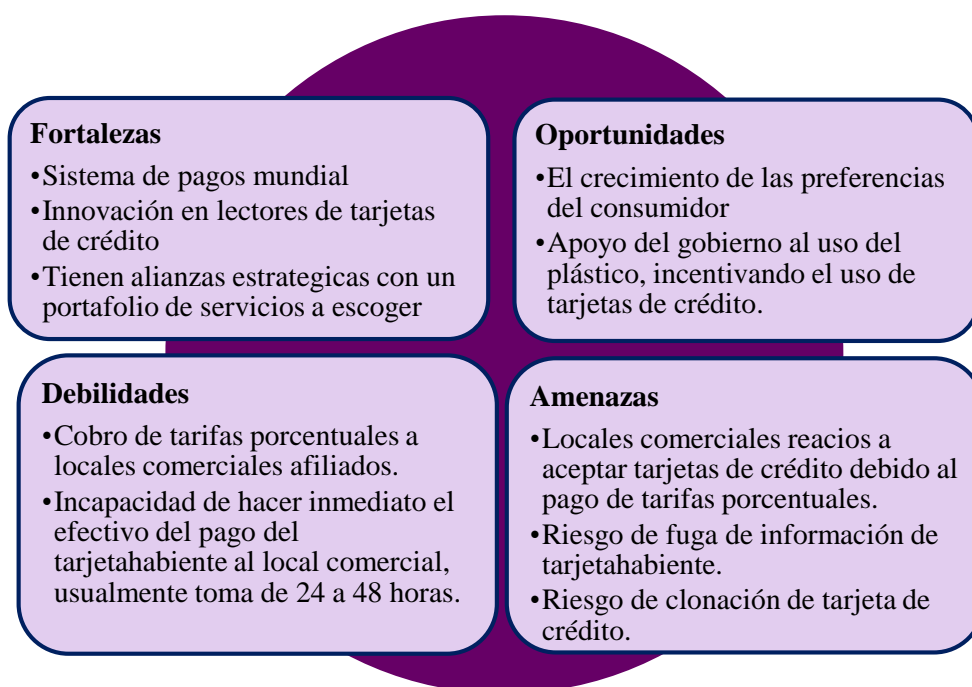 Fortalezas
•Sistema de pagos mundial
•Innovación en lectores de tarjetas
de crédito
•Tienen alianzas estrategicas con un
portafolio de servicios a escoger
Oportunidades
•El crecimiento de las preferencias
del consumidor
•Apoyo del gobierno al uso del
plástico, incentivando el uso de
tarjetas de crédito.
Debilidades
•Cobro de tarifas porcentuales a
locales comerciales afiliados.
•Incapacidad de hacer inmediato el
efectivo del pago del
tarjetahabiente al local comercial,
usualmente toma de 24 a 48 horas.
Amenazas
•Locales comerciales reacios a
aceptar tarjetas de crédito debido al
pago de tarifas porcentuales.
•Riesgo de fuga de información de
tarjetahabiente.
•Riesgo de clonación de tarjeta de
crédito.